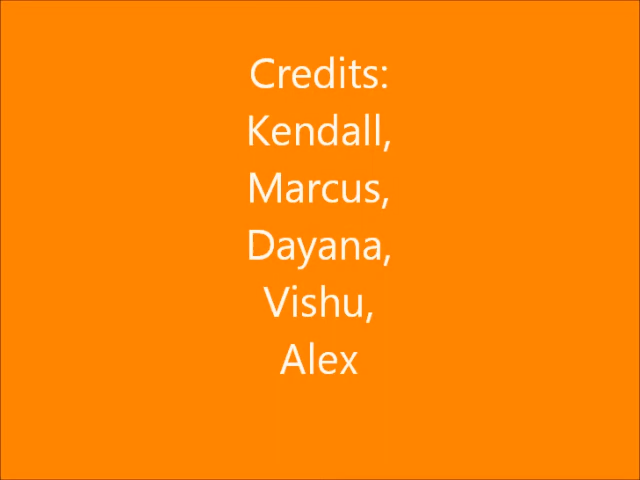 Credits:
Kendall,
Marcus,
Dayana,
Vishu,
Alex